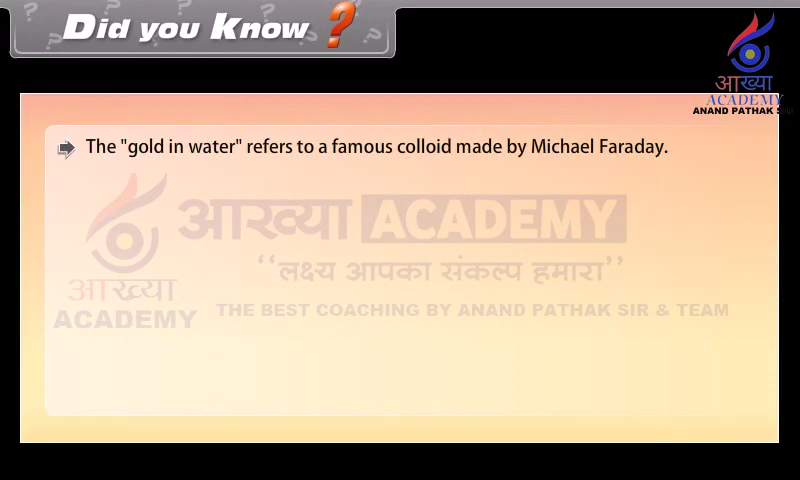 Did you Know ?
आख्या
ACADEMY
ANAND PATHAK
The "gold in water" refers to a famous colloid made by Michael Faraday.
आख्या ACADEMY
‘‘लक्ष्य आपका संकल्प हमारा’’
आख्या
THE BEST COACHING BY ANAND PATHAK SIR & TEAM
ACADEMY